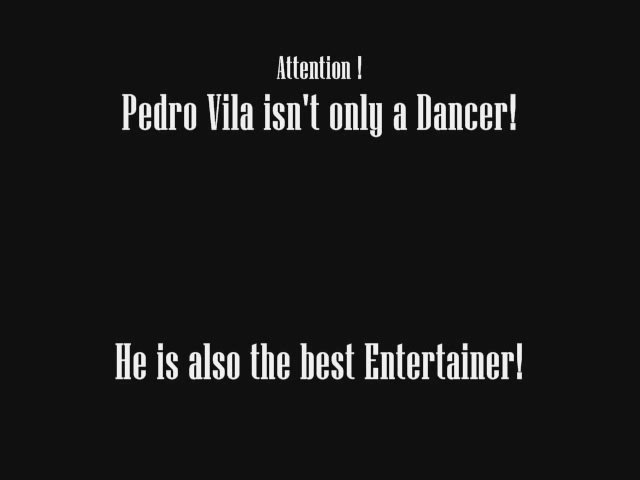 Attention !
Pedro Vila isn't only a Dancer!
He is also the best Entertainer!